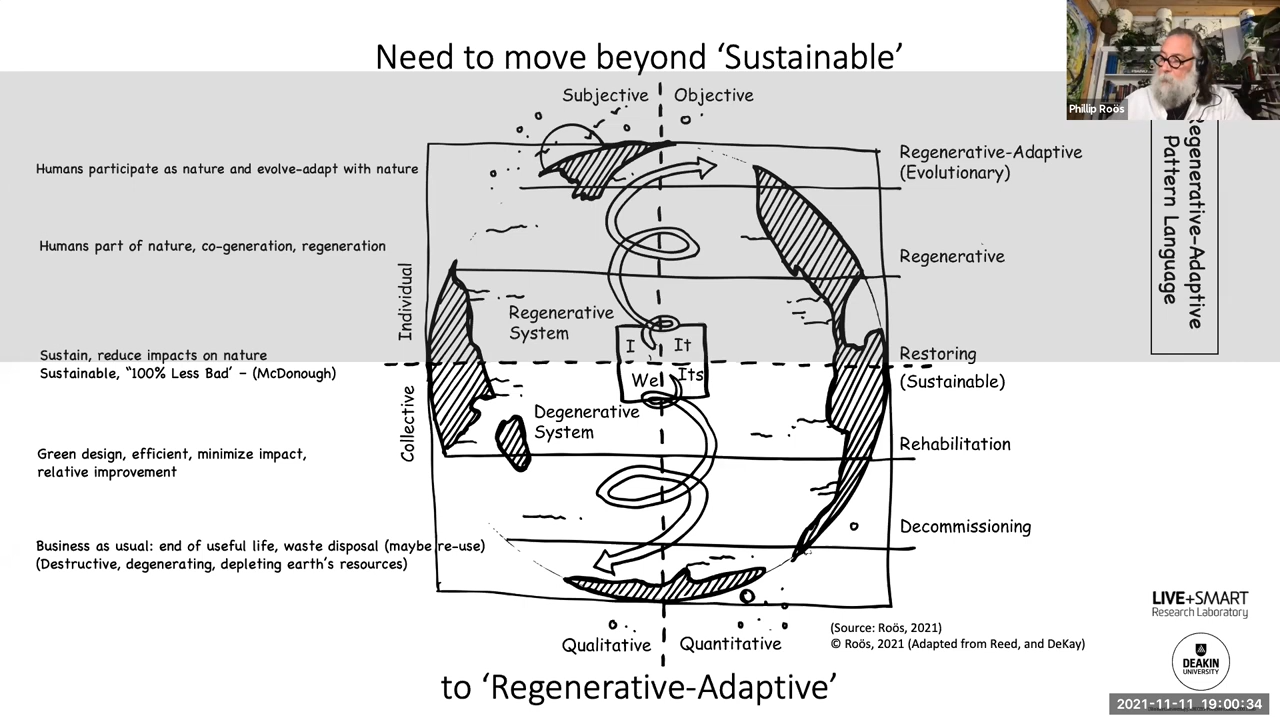 Need to move beyond ‘Sustainable’
Phillip Roös
Subjective
Objective
Humans participate as nature and evolve-adapt with nature
Regenerative-Adaptive
(Evolutionary)
Regenerative-Adaptive
Pattern Language
Humans part of nature, co-generation, regeneration
Regenerative
Individual
Regenerative
System
I
It
Sustain, reduce impacts on nature
Sustainable, “100% Less Bad’ – (McDonough)
Restoring
(Sustainable)
We
Its
Collective
Degenerative
System
Green design, efficient, minimize impact,
relative improvement
Rehabilitation
Decommissioning
Business as usual: end of useful life, waste disposal (maybe re-use)
(Destructive, degenerating, depleting earth’s resources)
Qualitative
Quantitative
(Source: Roös, 2021)
© Roös, 2021 (Adapted from Reed, and DeKay)
LIVE+SMART
Research Laboratory
DEAKIN
UNIVERSITY
to ‘Regenerative-Adaptive’
2021-11-11 19:00:34